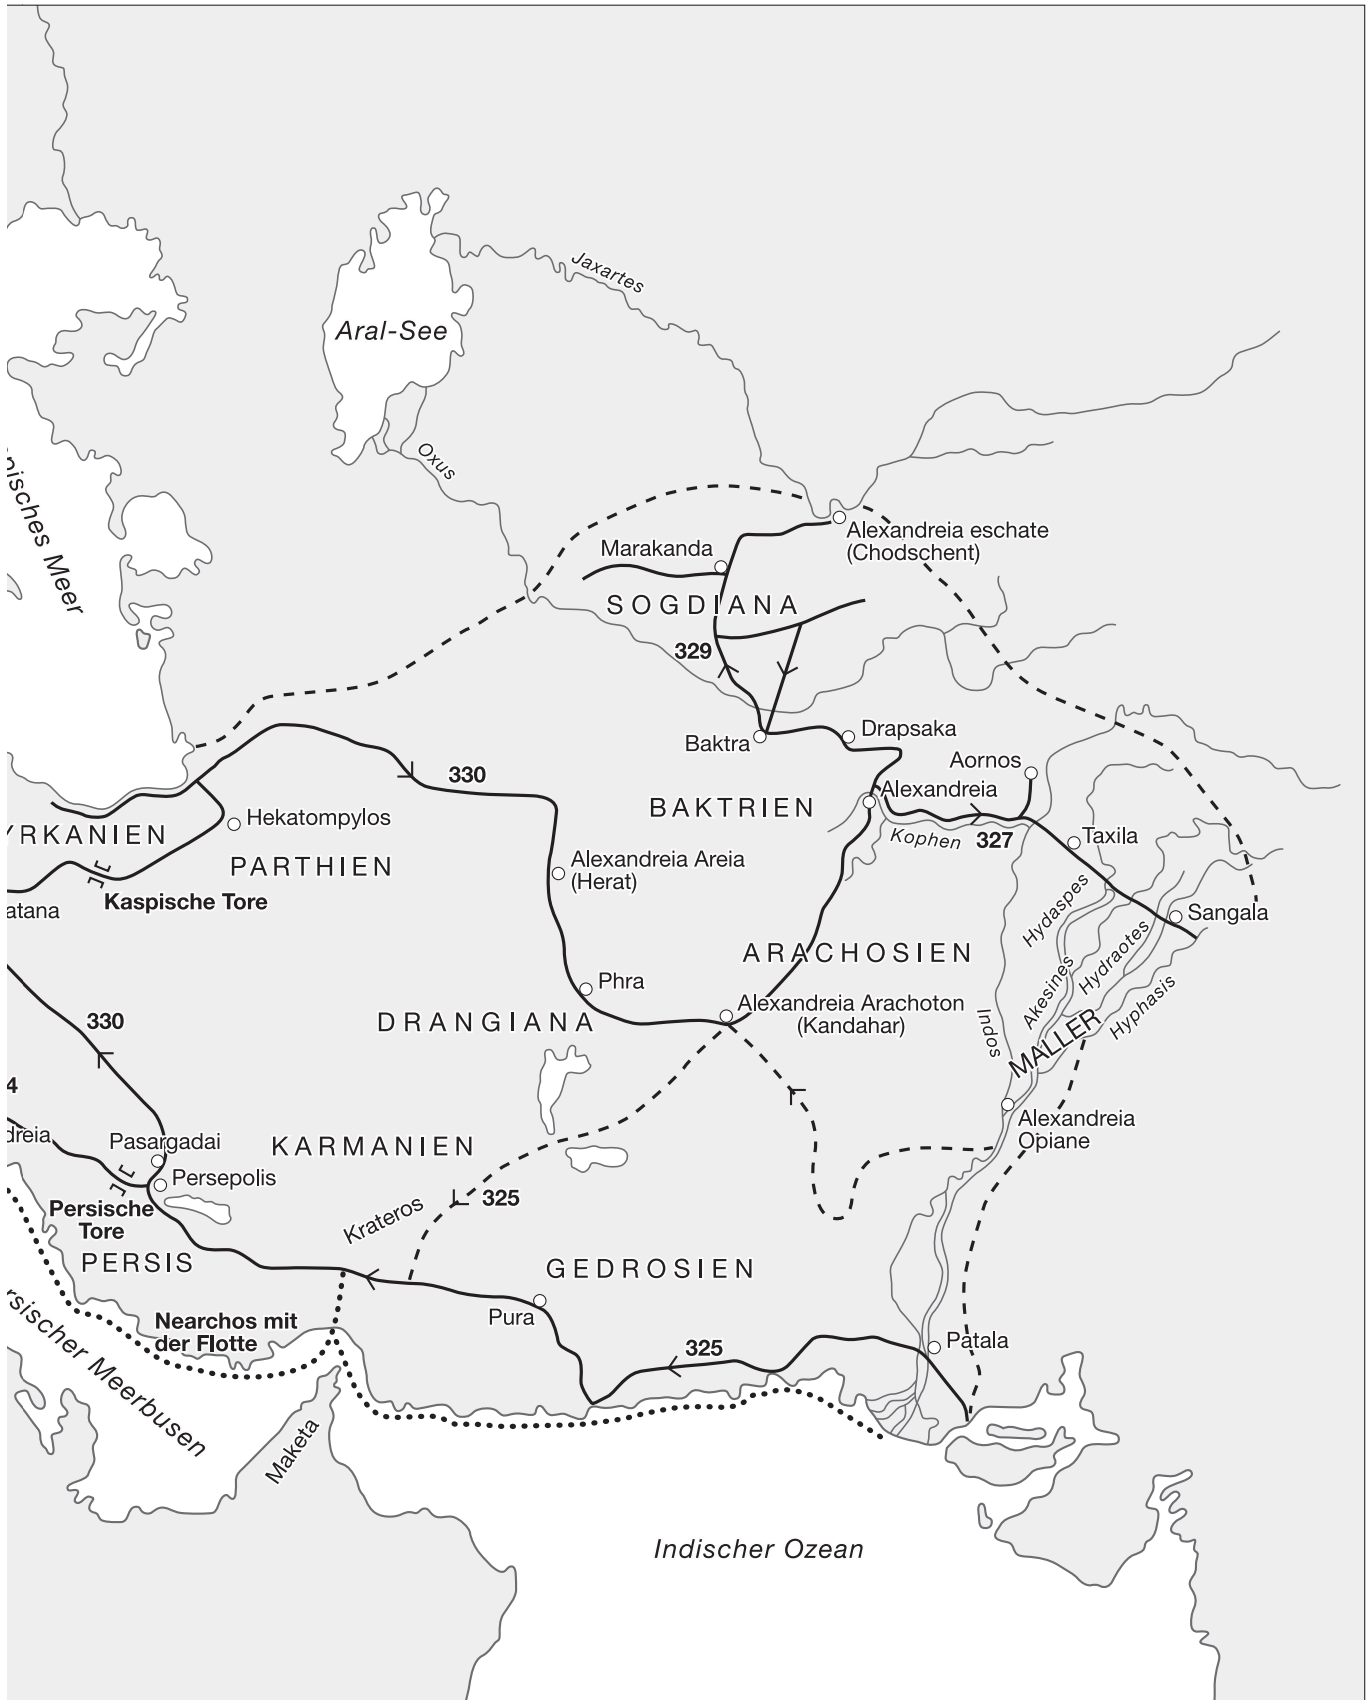 Jaxartes
Aral-See
Oxus
nisches Meer
Alexandreia eschate
(Chodschent)
Marakanda
SOGDIANA
329
Drapsaka
Baktra
Aornos
330
Alexandreia
BAKTRIEN
Hekatompylos
YRKANIEN
Kophen
327
Taxila
PARTHIEN
Alexandreia Areia
(Herat)
Kaspische Tore
atana
Hydaspes
Sangala
ARACHOSIEN
Hydraotes
Akesines
Phra
Hyphasis
Alexandreia Arachoton
(Kandahar)
DRANGIANA
330
Indos
MALLER
4
dreia
Pasargadai
KARMANIEN
Alexandreia
Opiane
Persepolis
325
Krateros
Persische
Tore
PERSIS
GEDROSIEN
Pura
Nearchos mit
der Flotte
rsischer Meerbusen
325
Patala
Maketa
Indischer Ozean